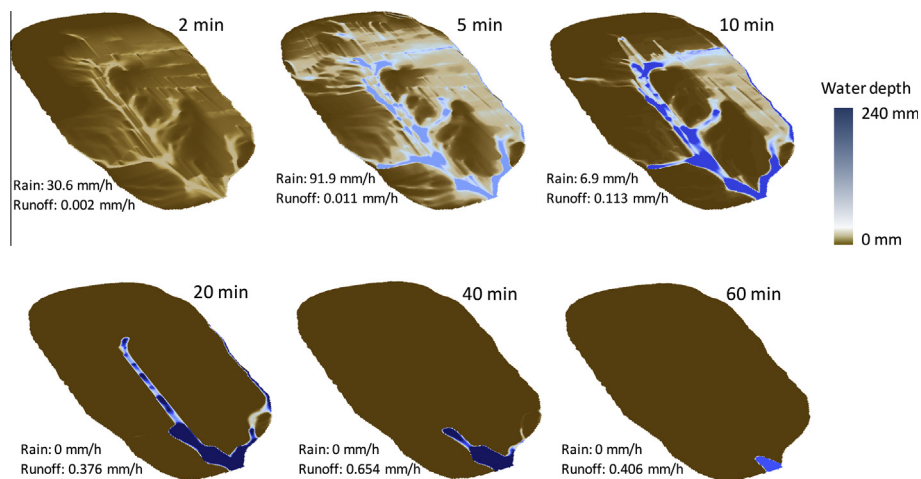 2 min
5 min
10 min
Water depth
240 mm
0 mm
Rain: 30.6 mm/h
Runoff: 0.002 mm/h
Rain: 91.9 mm/h
Runoff: 0.011 mm/h
Rain: 6.9 mm/h
Runoff: 0.113 mm/h
20 min
40 min
60 min
Rain: 0 mm/h
Runoff: 0.376 mm/h
Rain: 0 mm/h
Runoff: 0.654 mm/h
Rain: 0 mm/h
Runoff: 0.406 mm/h